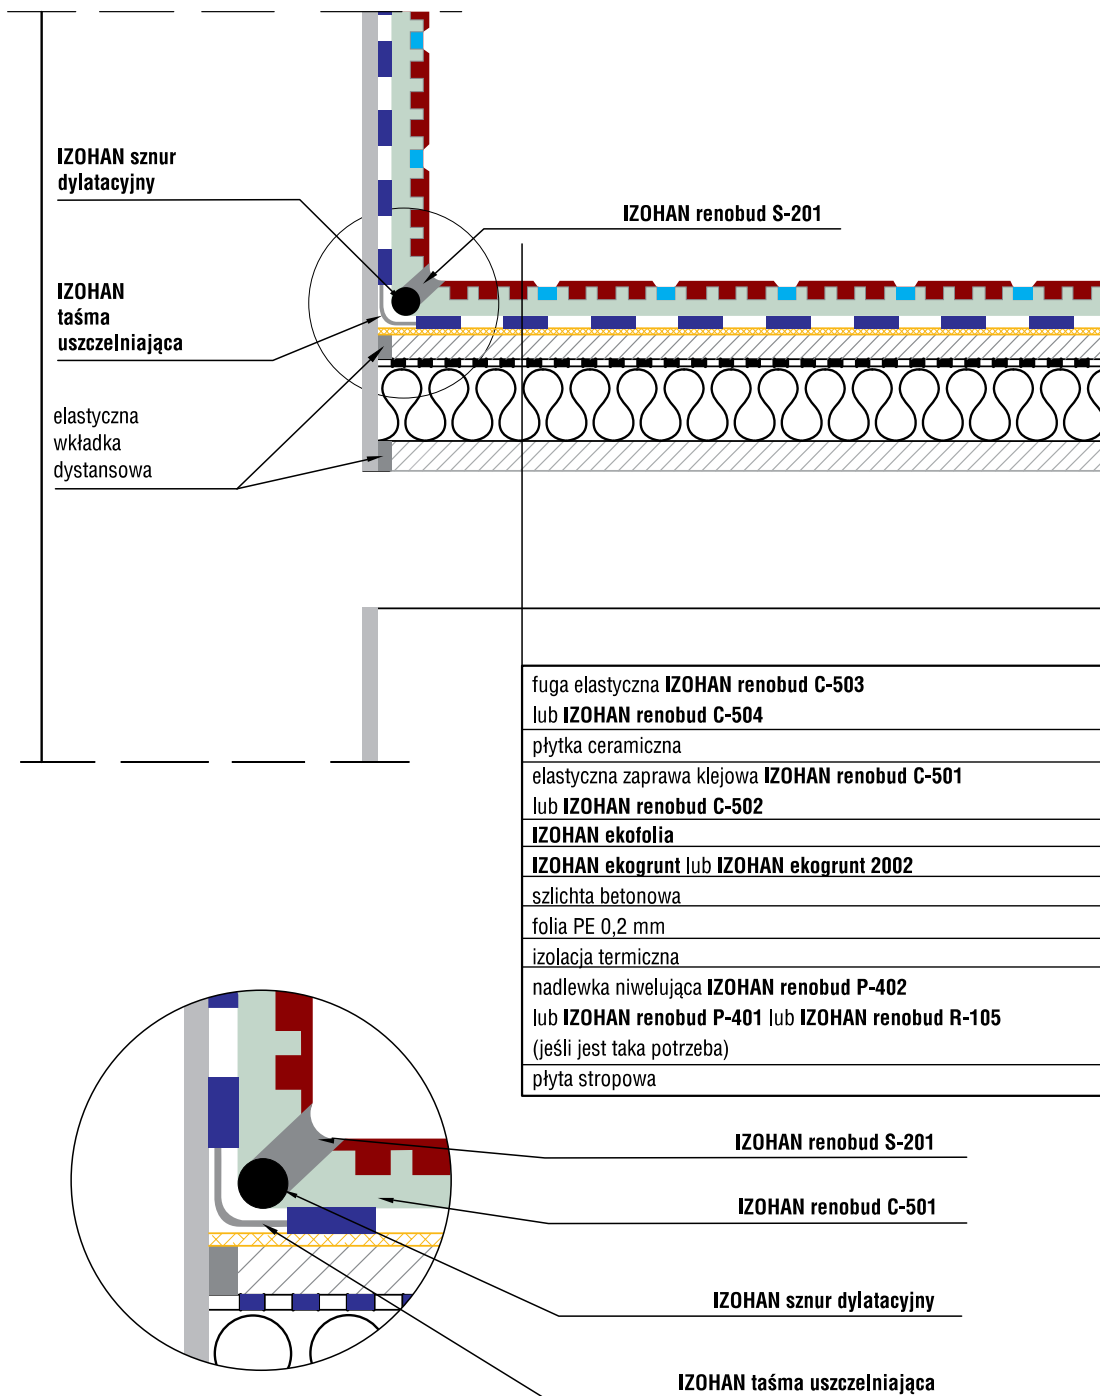 IZOHAN sznur
dylatacyjny
IZOHAN renobud S-201
IZOHAN
taśma
uszczelniająca
elastyczna
wkładka
dystansowa
fuga elastyczna IZOHAN renobud C-503
lub IZOHAN renobud C-504
płytka ceramiczna
elastyczna zaprawa klejowa IZOHAN renobud C-501
lub IZOHAN renobud C-502
IZOHAN ekofolia
IZOHAN ekogrunt lub IZOHAN ekogrunt 2002
szlichta betonowa
folia PE 0,2 mm
izolacja termiczna
nadlewka niwelująca IZOHAN renobud P-402
lub IZOHAN renobud P-401 lub IZOHAN renobud R-105
(jeśli jest taka potrzeba)
płyta stropowa
IZOHAN renobud S-201
IZOHAN renobud C-501
IZOHAN sznur dylatacyjny
IZOHAN taśma uszczelniająca